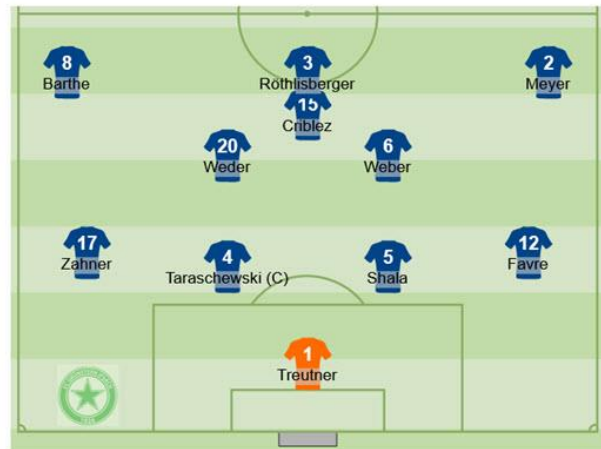 8
Barthe
3
Röthlisberger
2
Meyer
15
Criblez
20
Weder
6
Weber
17
Zahner
4
Taraschewski (C)
5
Shala
12
Favre
1
Treutner